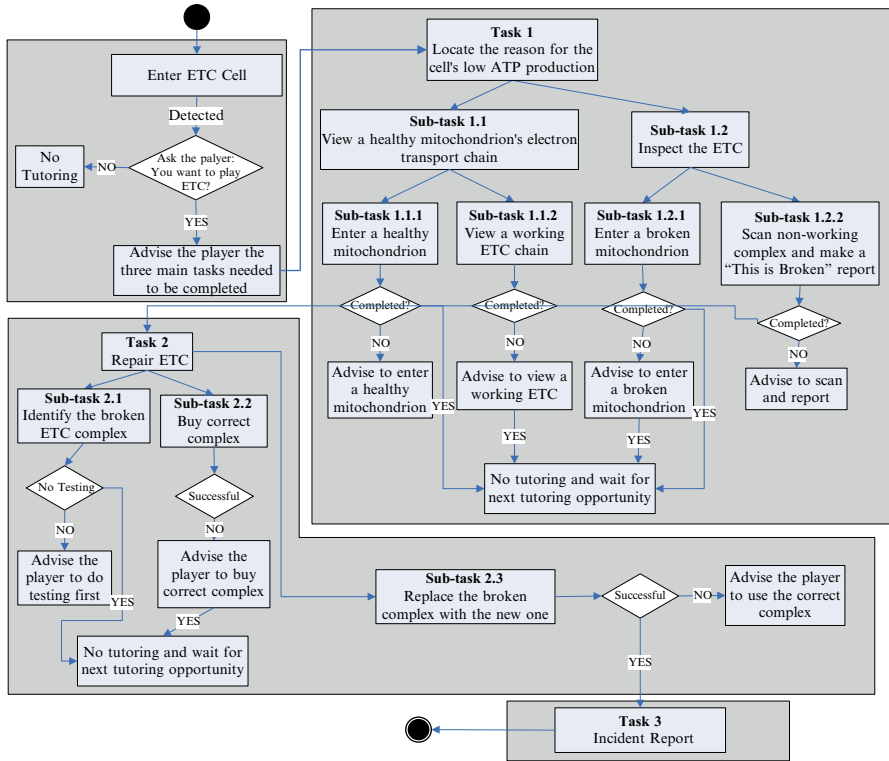 Enter ETC Cell
Detected
Ask the palyer:
You want to play
ETC?
NO
No
Tutoring
YES
Advise the player the
three main tasks needed
to be completed
Task 1
Locate the reason for the
cell's low ATP production
Sub-task 1.1
View a healthy mitochondrion's electron
transport chain
Sub-task 1.2
Inspect the ETC
Sub-task 1.1.1
Enter a healthy
mitochondrion
Sub-task 1.1.2
View a working
ETC chain
Sub-task 1.2.1
Enter a broken
mitochondrion
Sub-task 1.2.2
Scan non-working
complex and make a
“This is Broken” report
Completed?
Completed?
Completed?
Completed?
NO
NO
NO
NO
Advise to enter
a healthy
mitochondrion
Advise to view a
working ETC
Advise to enter
a broken
mitochondrion
Advise to scan
and report
YES
YES
YES
YES
No tutoring and wait for
next tutoring opportunity
Task 2
Repair ETC
Sub-task 2.1
Identify the broken
ETC complex
Sub-task 2.2
Buy correct
complex
No Testing
Successful
NO
NO
Advise the
player to do
testing first
Advise the
player to buy
correct complex
YES
YES
No tutoring and wait for
next tutoring opportunity
Sub-task 2.3
Replace the broken
complex with the new one
Successful
NO
Advise the player
to use the correct
complex
YES
Task 3
Incident Report